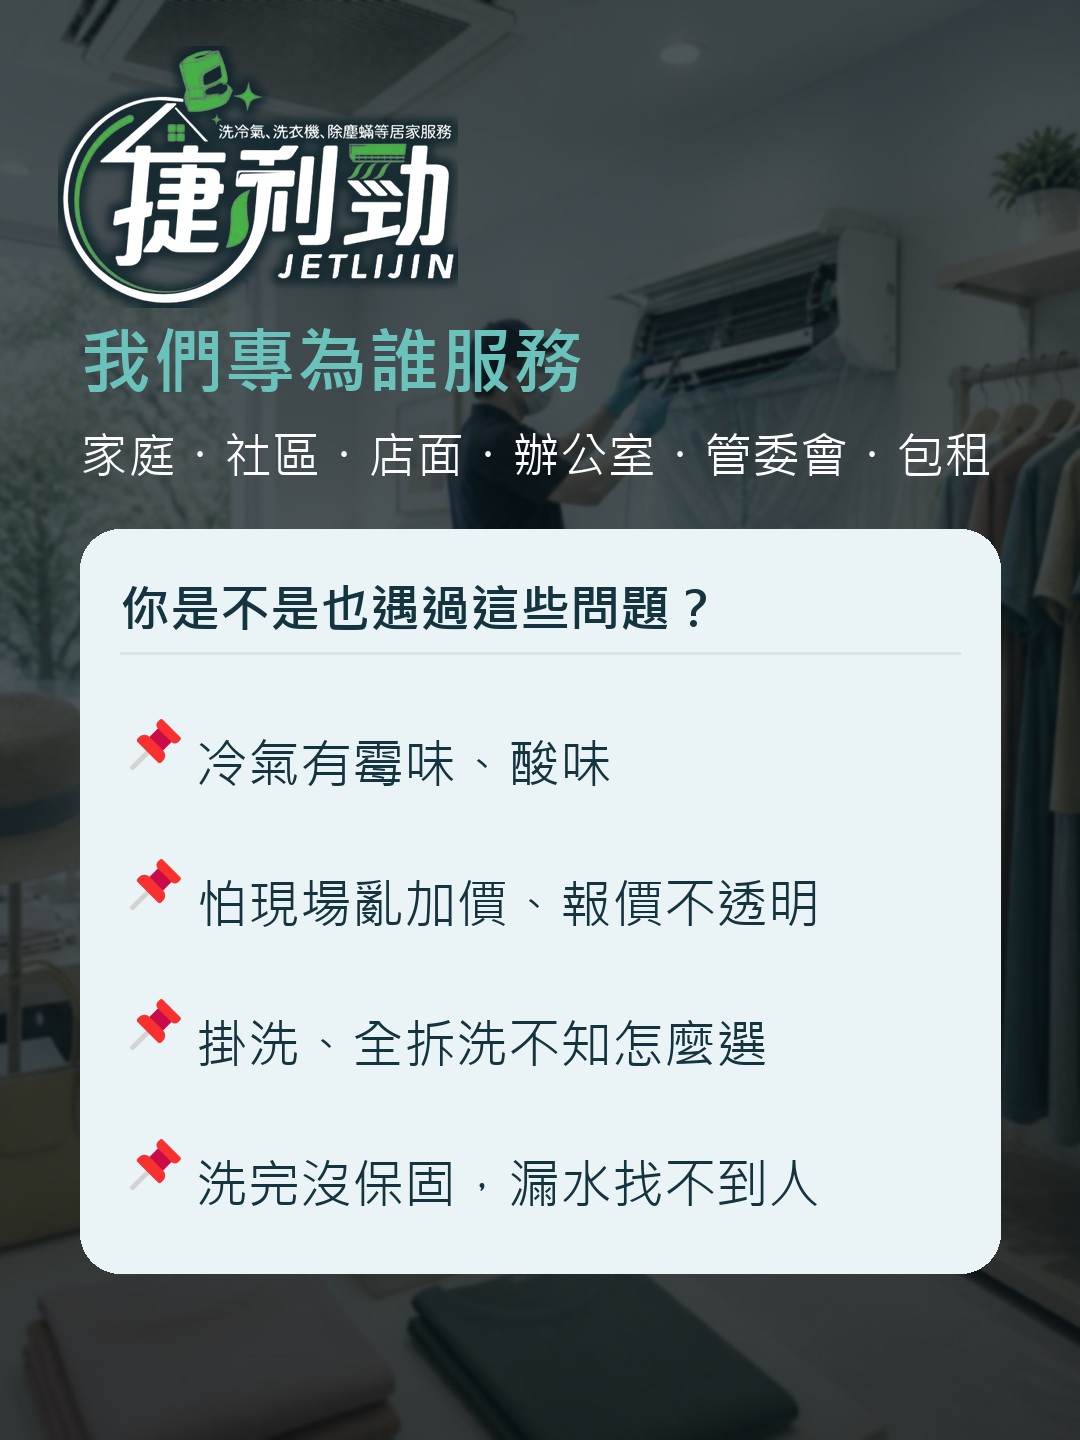 洗冷氣、洗衣機、除塵蟎等居家服務
捷利勁
JETLIJIN
我們專為誰服務
家庭．社區．店面．辦公室．管委會．包租
你是不是也遇過這些問題？
冷氣有霉味、酸味
怕現場亂加價、報價不透明
掛洗、全拆洗不知怎麼選
洗完沒保固，漏水找不到人